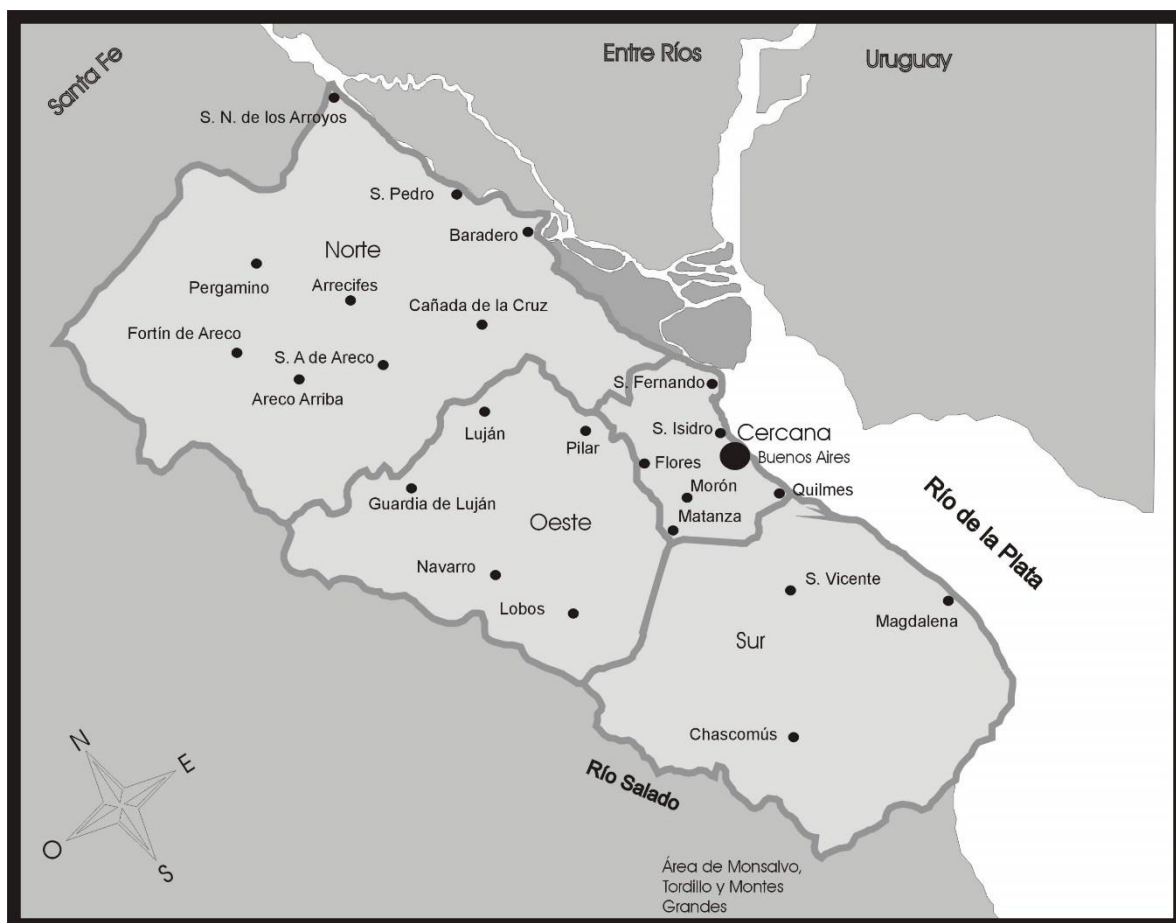 Santa Fe
Entre Ríos
Uruguay
S. N. de los Arroyos
S. Pedro
Baradero
Norte
Pergamino
Arrecifes
Cañada de la Cruz
Fortín de Areco
S. A de Areco
Areco Arriba
S. Fernando
Luján
Pilar
S. Isidro
Cercana
Buenos Aires
Flores
Morón
Quilmes
Guardia de Luján
Matanza
Oeste
Río de la Plata
Navarro
Lobos
S. Vicente
Magdalena
Sur
Chascomús
Río Salado
N
E
O
S
Área de Monsalvo,
Tordillo y Montes
Grandes